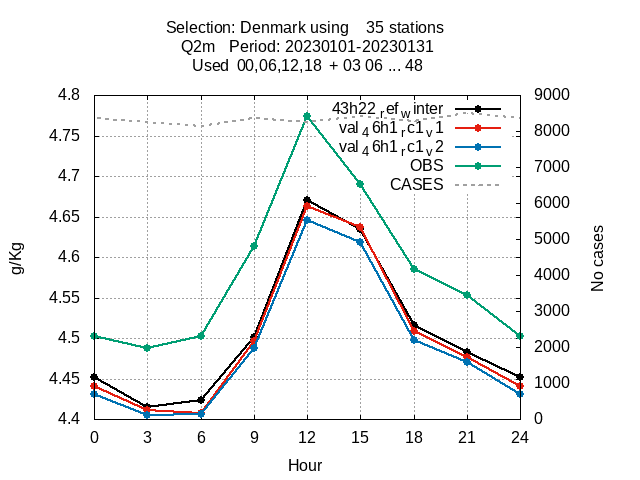 Selection: Denmark using    35 stations
Q2m   Period: 20230101-20230131
Used  00,06,12,18  + 03 06 ... 48
4.8
4.75
4.7
4.65
4.6
4.55
4.5
4.45
4.4
g/Kg
43h22refwinter
val46h1rc1v1
val46h1rc1v2
OBS
CASES
9000
8000
7000
6000
5000
4000
3000
2000
1000
0
No cases
0 3 6 9 12 15 18 21 24
Hour